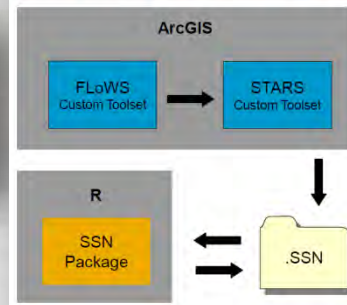 ArcGIS
FLoWS
Custom Toolset
STARS
Custom Toolset
R
SSN
Package
.SSN